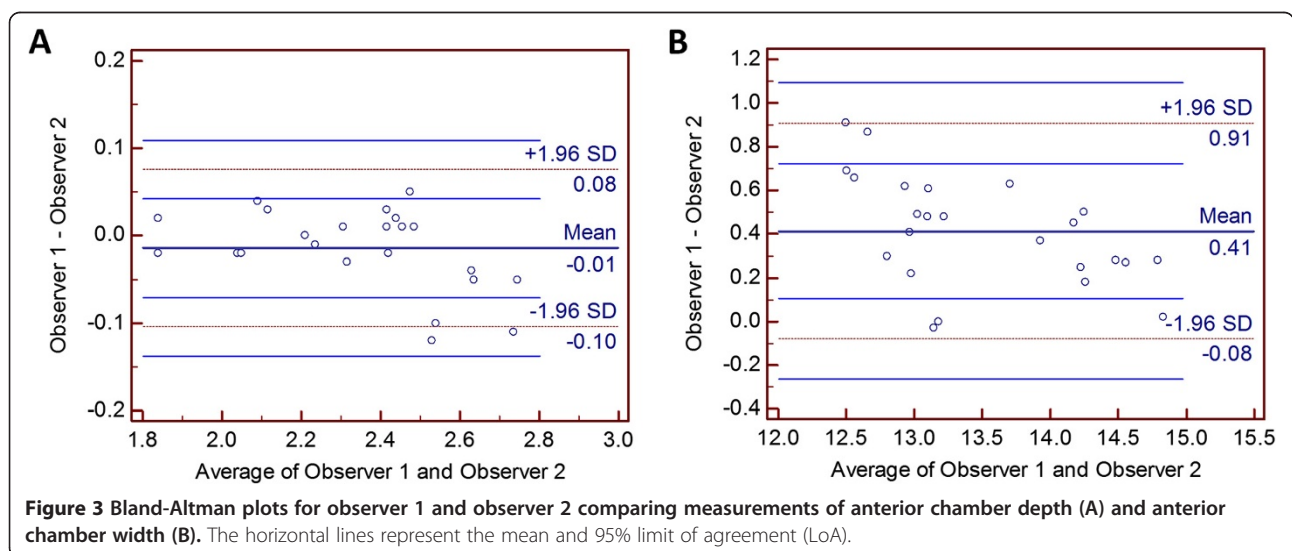 A
0.2
0.1
0.0
-0.1
-0.2
Observer 1 - Observer 2
+1.96 SD
0.08
Mean
-0.01
-1.96 SD
-0.10
1.8 2.0 2.2 2.4 2.6 2.8 3.0
Average of Observer 1 and Observer 2
B
1.2
1.0
0.8
0.6
0.4
0.2
0.0
-0.2
-0.4
Observer 1 - Observer 2
+1.96 SD
0.91
Mean
0.41
-1.96 SD
-0.08
12.0 12.5 13.0 13.5 14.0 14.5 15.0 15.5
Average of Observer 1 and Observer 2
Figure 3 Bland-Altman plots for observer 1 and observer 2 comparing measurements of anterior chamber depth (A) and anterior
chamber width (B). The horizontal lines represent the mean and 95% limit of agreement (LoA).